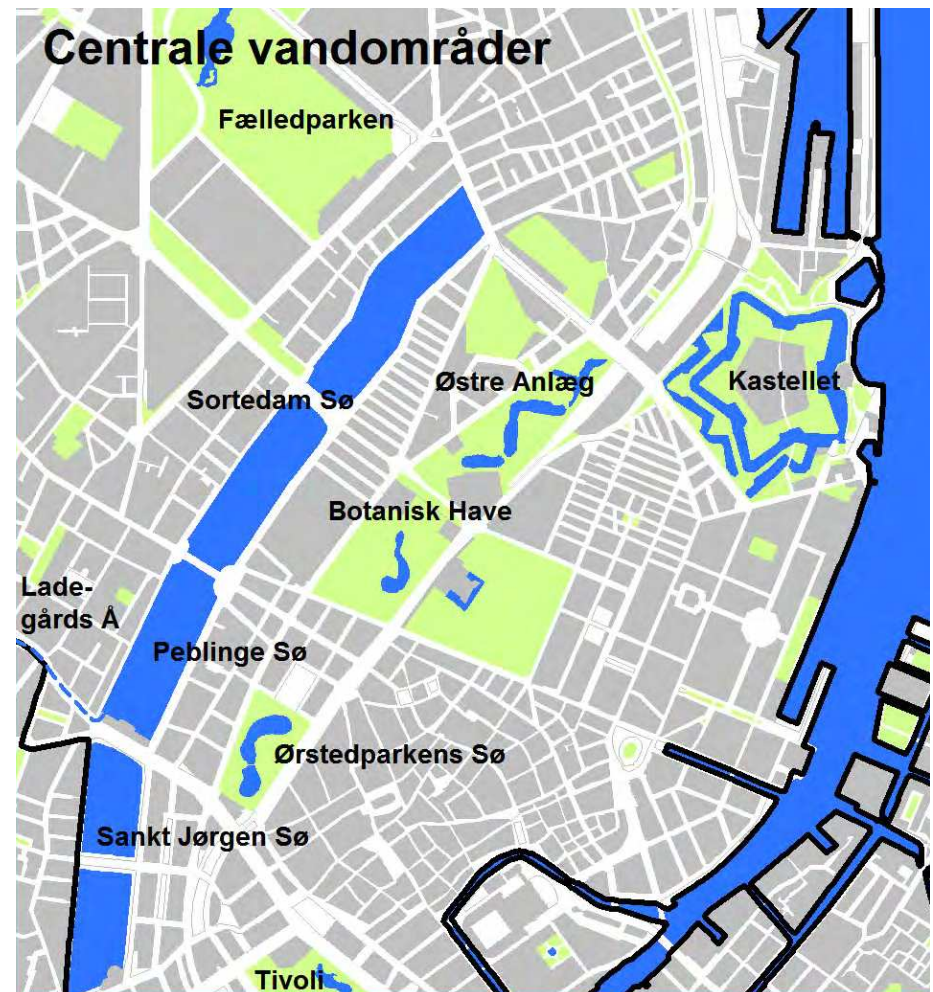 Centrale vandområder
Fælledparken
Sortedam Sø
Østre Anlæg
Kastellet
Botanisk Have
Lade-
gårds Å
Peblinge Sø
Ørstedparkens Sø
Sankt Jørgen Sø
Tivoli